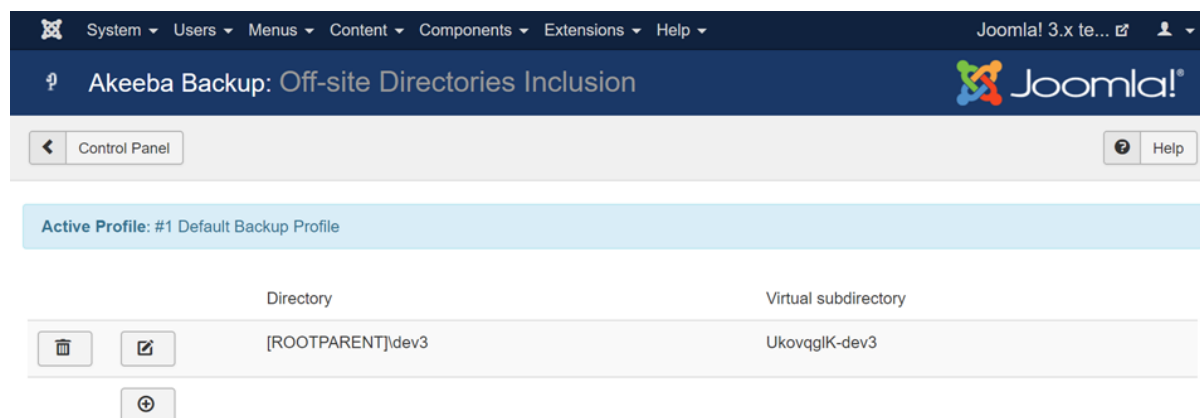 System Users Menus Content Components Extensions Help Joomla! 3.x te...
Akeeba Backup: Off-site Directories Inclusion Joomla!®
Control Panel Help
Active Profile: #1 Default Backup Profile
Directory Virtual subdirectory
[ROOTPARENT]\dev3 UkovqglK-dev3